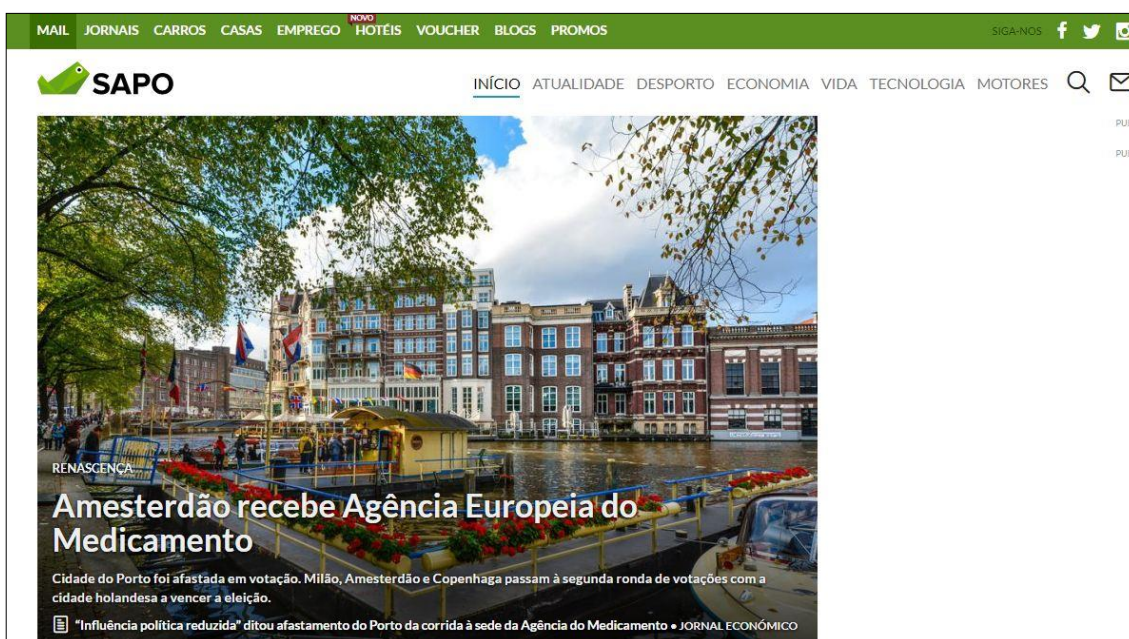 MAIL JORNAIS CARROS CASAS EMPREGO NOVO HOTÉIS VOUCHER BLOGS PROMOS SIGA-NOS
SAPO INÍCIO ATUALIDADE DESPORTO ECONOMIA VIDA TECNOLOGIA MOTORES
RENASCENÇA
Amesterdão recebe Agência Europeia do
Medicamento
Cidade do Porto foi afastada em votação. Milão, Amesterdão e Copenhaga passam à segunda ronda de votações com a
cidade holandesa a vencer a eleição.
“Influência política reduzida” ditou afastamento do Porto da corrida à sede da Agência do Medicamento • JORNAL ECONÓMICO